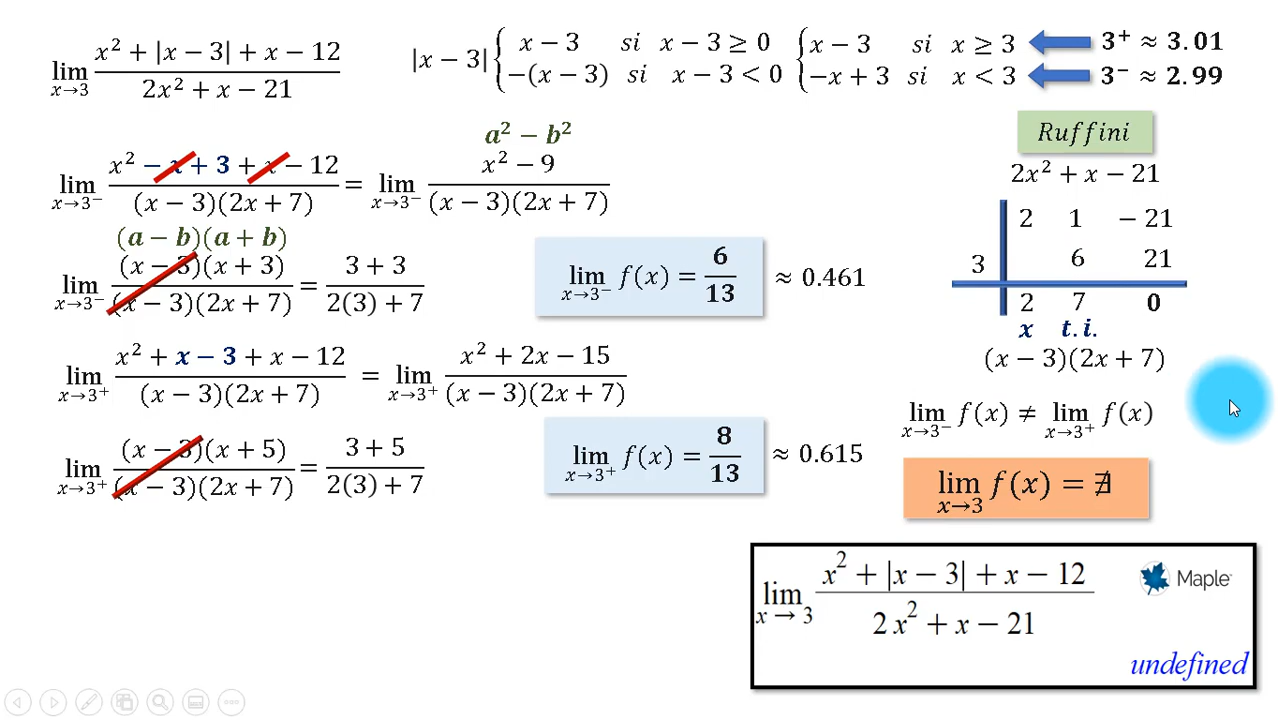 lim x→3 (x² + |x − 3| + x − 12)/(2x² + x − 21)
|x − 3| { x − 3 si x − 3 ≥ 0 { x − 3 si x ≥ 3 3⁺ ≈ 3.01
−(x − 3) si x − 3 < 0 −x + 3 si x < 3 3⁻ ≈ 2.99
a² − b²
lim x→3⁻ (x² − x + 3 + x − 12)/((x − 3)(2x + 7)) = lim x→3⁻ (x² − 9)/((x − 3)(2x + 7))
(a − b)(a + b)
lim x→3⁻ ((x − 3)(x + 3))/((x − 3)(2x + 7)) = (3 + 3)/(2(3) + 7)
lim x→3⁻ f(x) = 6/13 ≈ 0.461
lim x→3⁺ (x² + x − 3 + x − 12)/((x − 3)(2x + 7)) = lim x→3⁺ (x² + 2x − 15)/((x − 3)(2x + 7))
lim x→3⁺ ((x − 3)(x + 5))/((x − 3)(2x + 7)) = (3 + 5)/(2(3) + 7)
lim x→3⁺ f(x) = 8/13 ≈ 0.615
Ruffini
2x² + x − 21
2 1 − 21
3 6 21
2 7 0
x t.i.
(x − 3)(2x + 7)
lim x→3⁻ f(x) ≠ lim x→3⁺ f(x)
lim x→3 f(x) = ∄
lim x → 3 (x² + |x − 3| + x − 12)/(2 x² + x − 21)
Maple
undefined